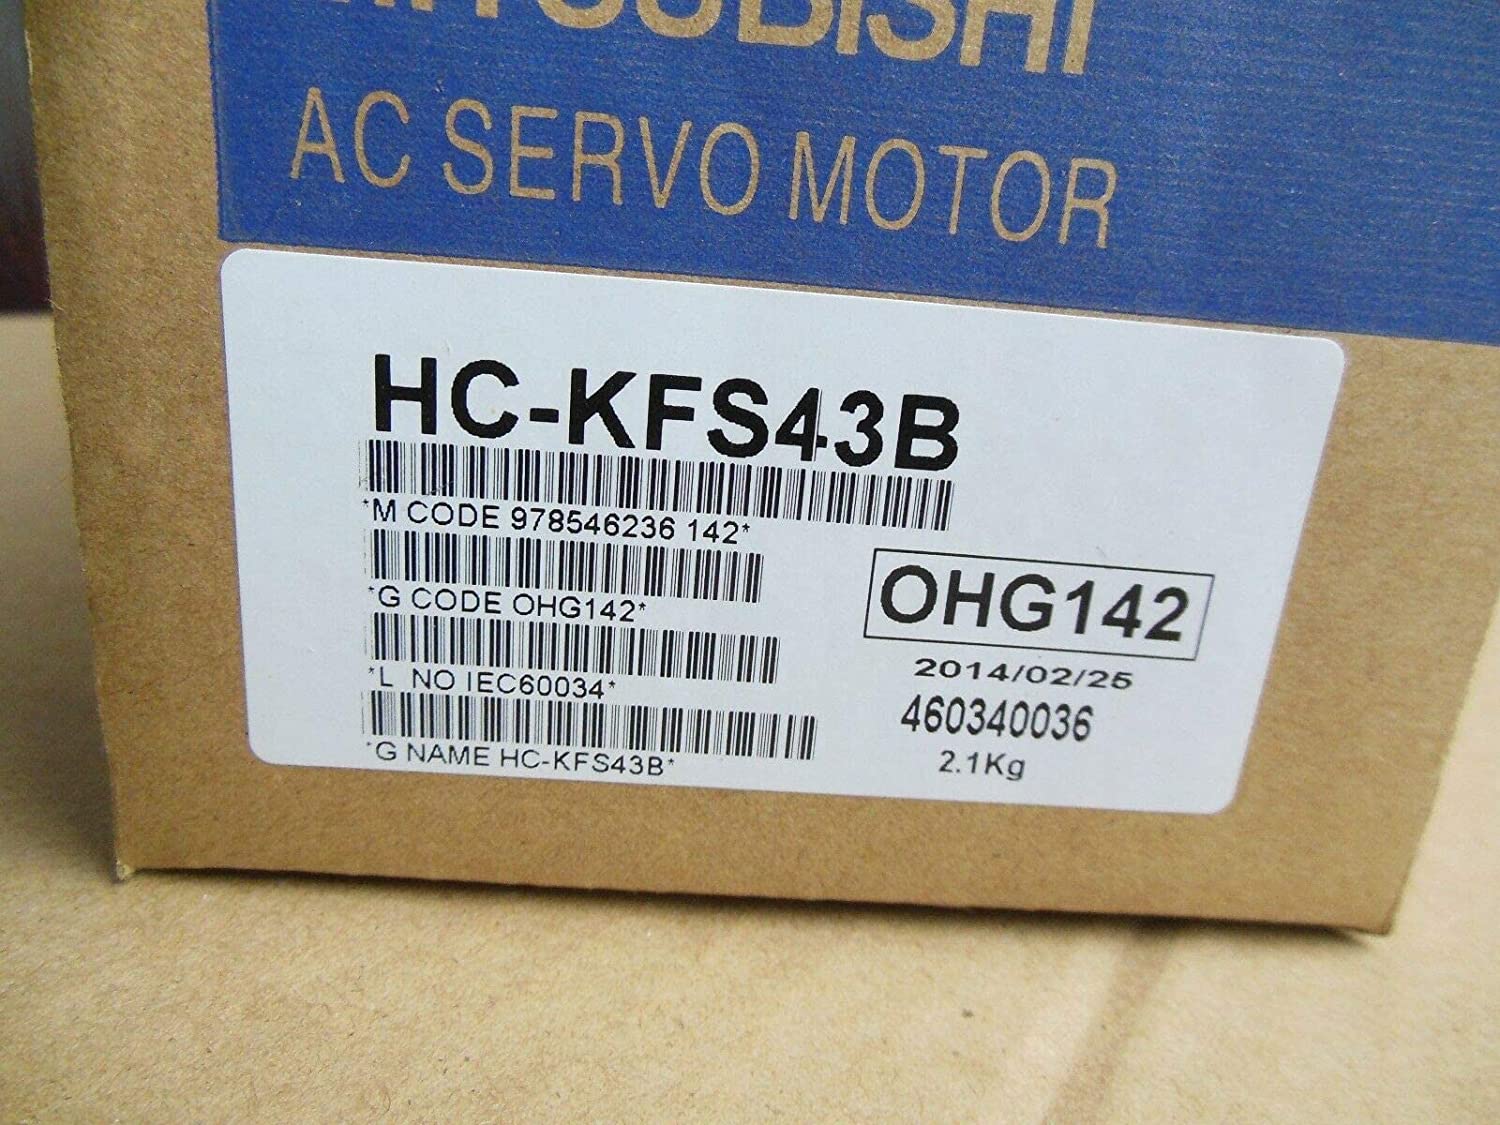 MITSUBISHI
AC SERVO MOTOR
HC-KFS43B
*M CODE 978546236 142*
*G CODE OHG142*
*L NO IEC60034*
*G NAME HC-KFS43B*
OHG142
2014/02/25
460340036
2.1Kg